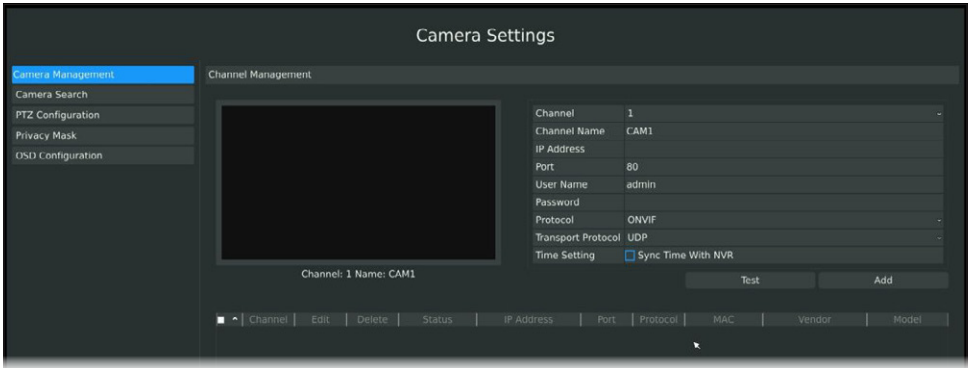 Camera Settings
Camera Management
Camera Search
PTZ Configuration
Privacy Mask
OSD Configuration
Channel Management
Channel: 1 Name: CAM1
Channel 1
Channel Name CAM1
IP Address
Port 80
User Name admin
Password
Protocol ONVIF
Transport Protocol UDP
Time Setting Sync Time With NVR
Test Add
Channel Edit Delete Status IP Address Port Protocol MAC Vendor Model